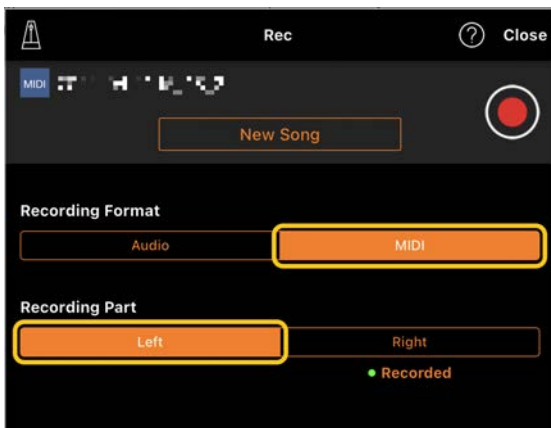 Rec
Close
MIDI
New Song
Recording Format
Audio
MIDI
Recording Part
Left
Right
Recorded